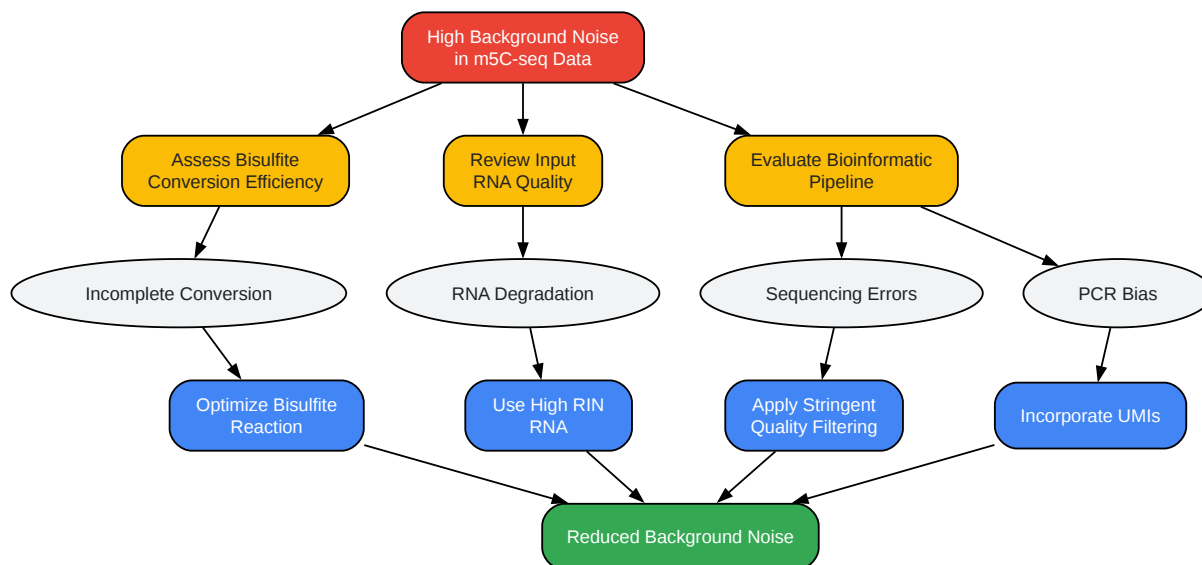 High Background Noise
in m5C-seq Data
Assess Bisulfite
Conversion Efficiency
Review Input
RNA Quality
Evaluate Bioinformatic
Pipeline
Incomplete Conversion
RNA Degradation
Sequencing Errors
PCR Bias
Optimize Bisulfite
Reaction
Use High RIN
RNA
Apply Stringent
Quality Filtering
Incorporate UMIs
Reduced Background Noise